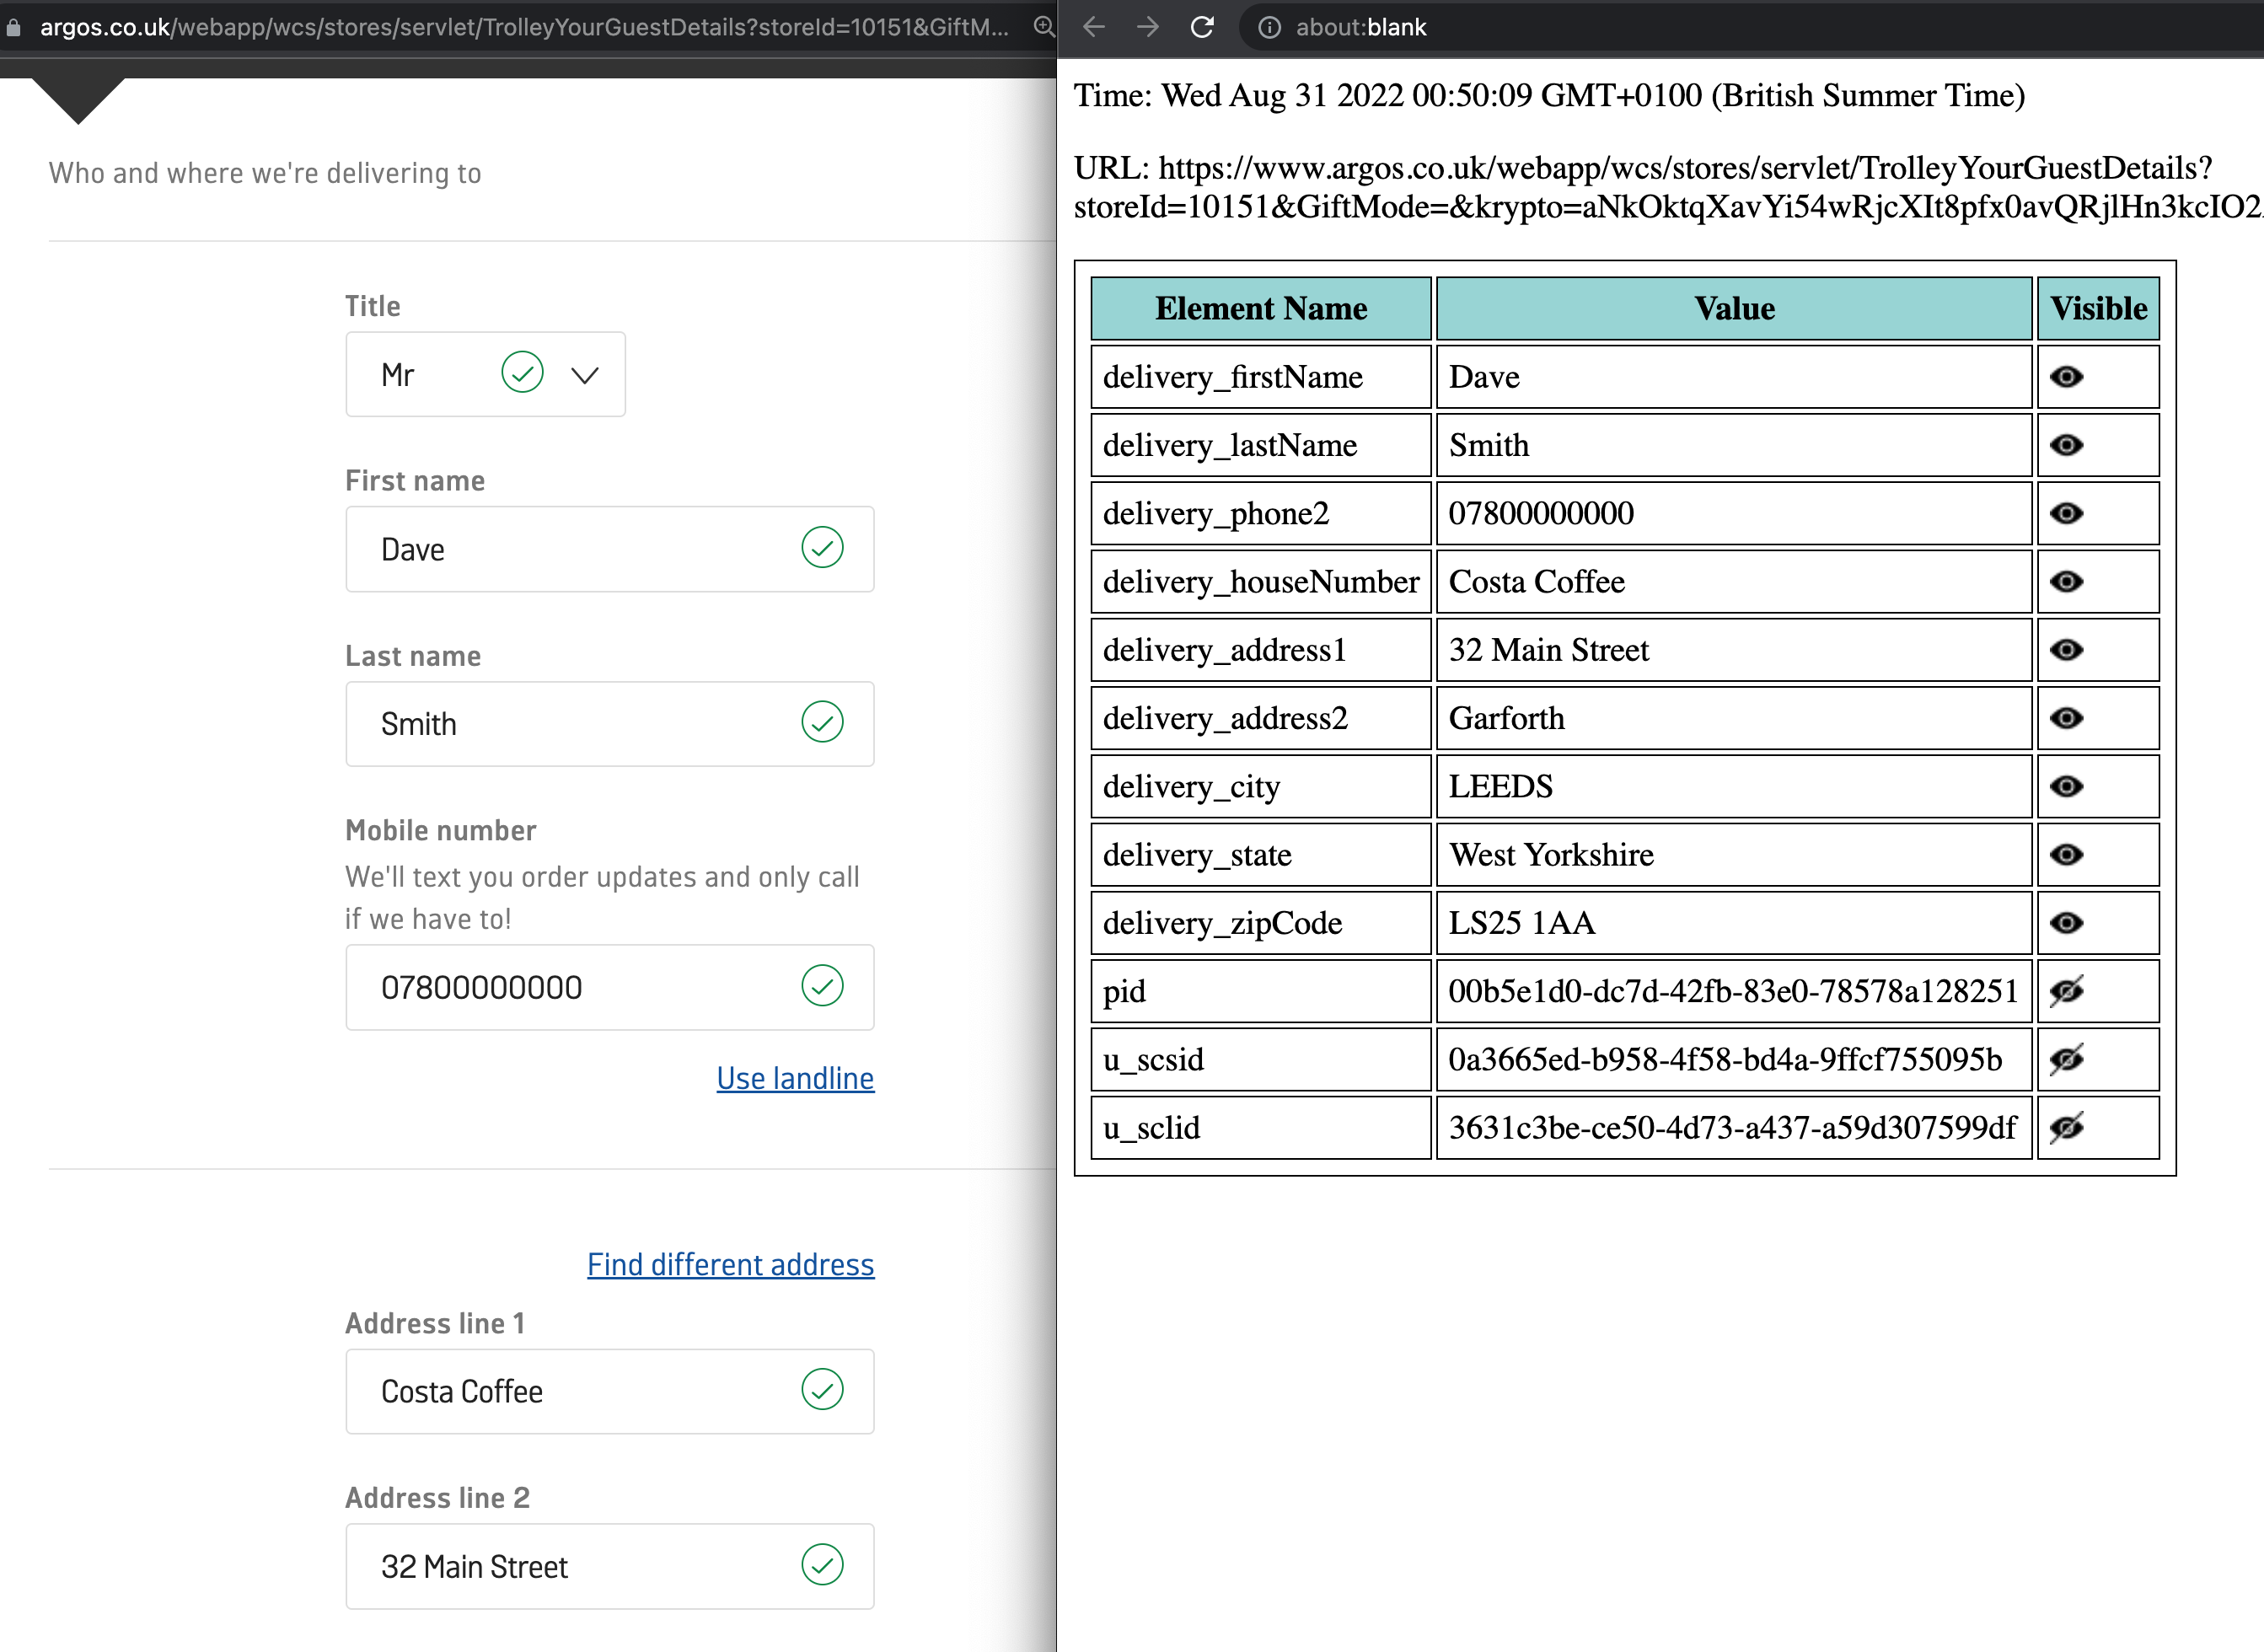 argos.co.uk/webapp/wcs/stores/servlet/TrolleyYourGuestDetails?storeId=10151&GiftM...
Who and where we're delivering to
Title
Mr
First name
Dave
Last name
Smith
Mobile number
We'll text you order updates and only call
if we have to!
07800000000
Use landline
Find different address
Address line 1
Costa Coffee
Address line 2
32 Main Street
about:blank
Time: Wed Aug 31 2022 00:50:09 GMT+0100 (British Summer Time)
URL: https://www.argos.co.uk/webapp/wcs/stores/servlet/TrolleyYourGuestDetails?
storeId=10151&GiftMode=&krypto=aNkOktqXavYi54wRjcXIt8pfx0avQRjlHn3kcIO2
Element Name Value Visible
delivery_firstName Dave
delivery_lastName Smith
delivery_phone2 07800000000
delivery_houseNumber Costa Coffee
delivery_address1 32 Main Street
delivery_address2 Garforth
delivery_city LEEDS
delivery_state West Yorkshire
delivery_zipCode LS25 1AA
pid 00b5e1d0-dc7d-42fb-83e0-78578a128251
u_scsid 0a3665ed-b958-4f58-bd4a-9ffcf755095b
u_sclid 3631c3be-ce50-4d73-a437-a59d307599df